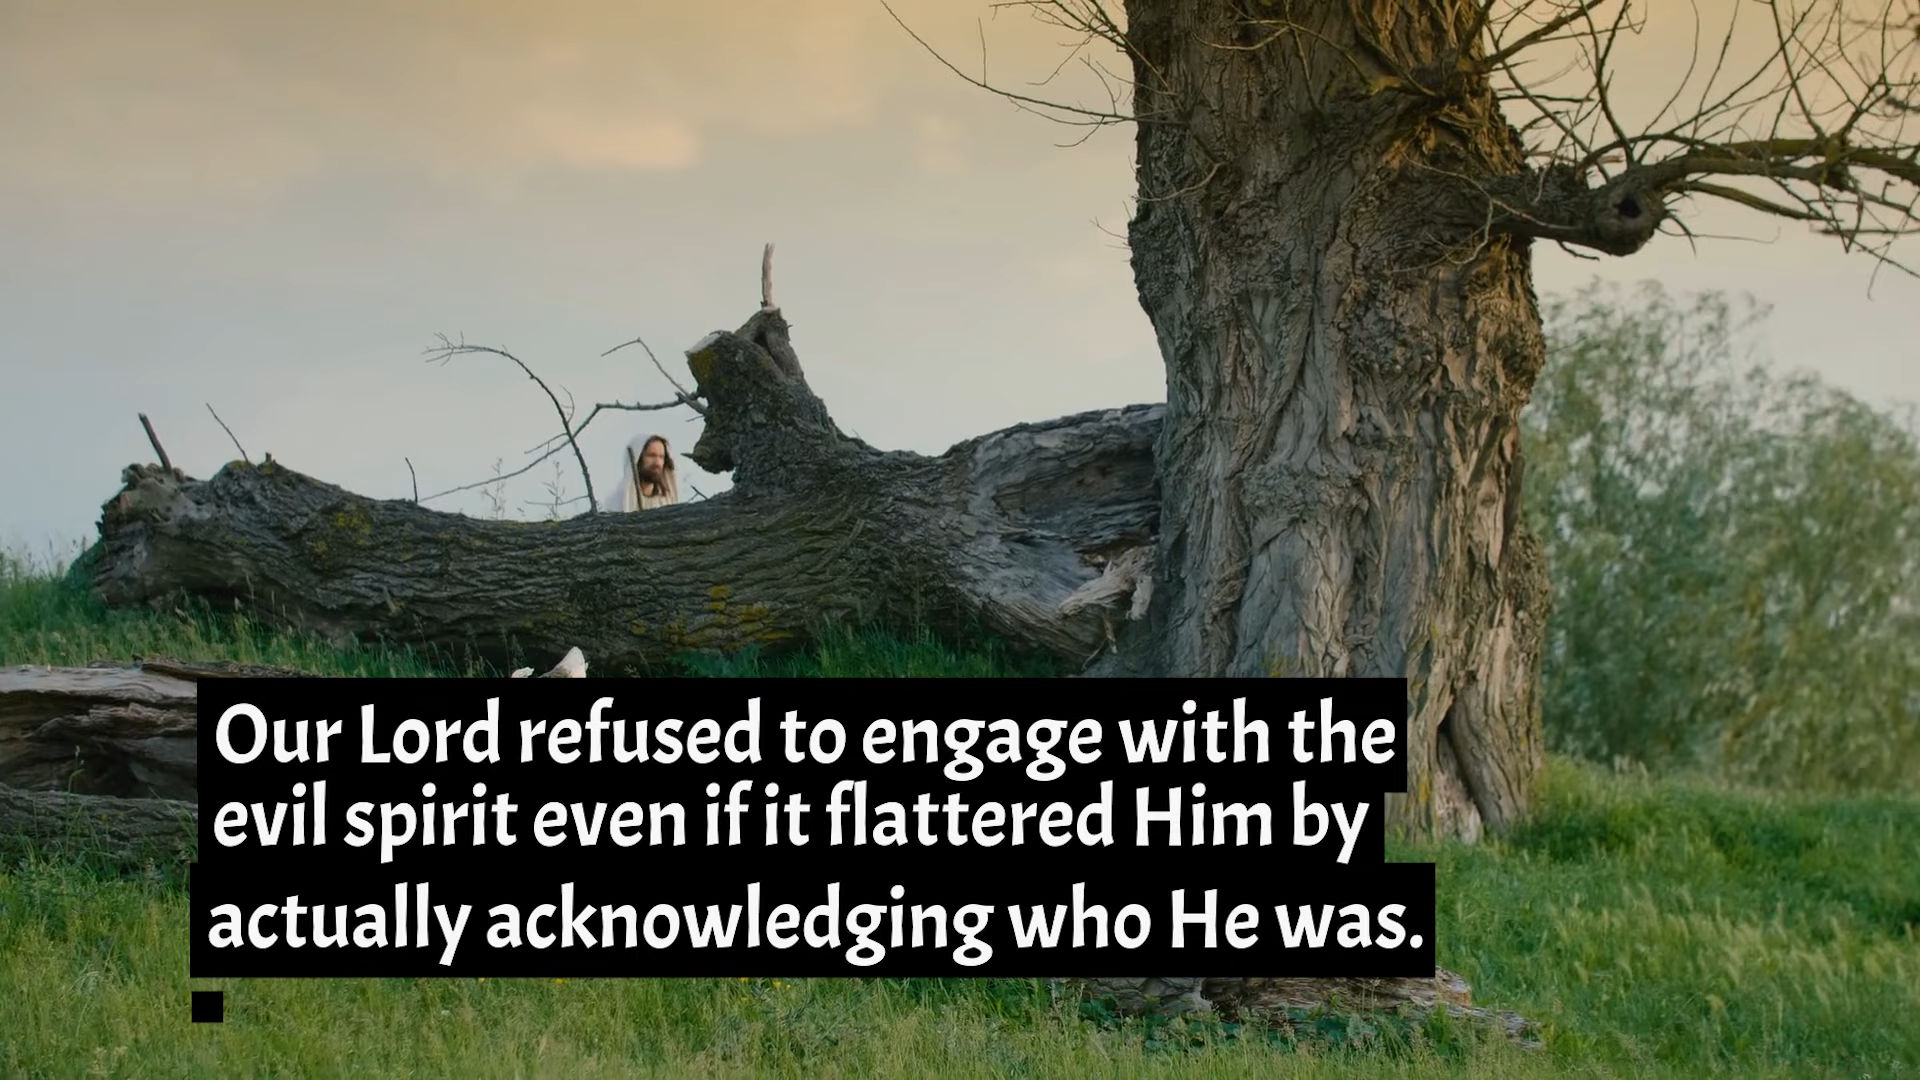 Our Lord refused to engage with the
evil spirit even if it flattered Him by
actually acknowledging who He was.